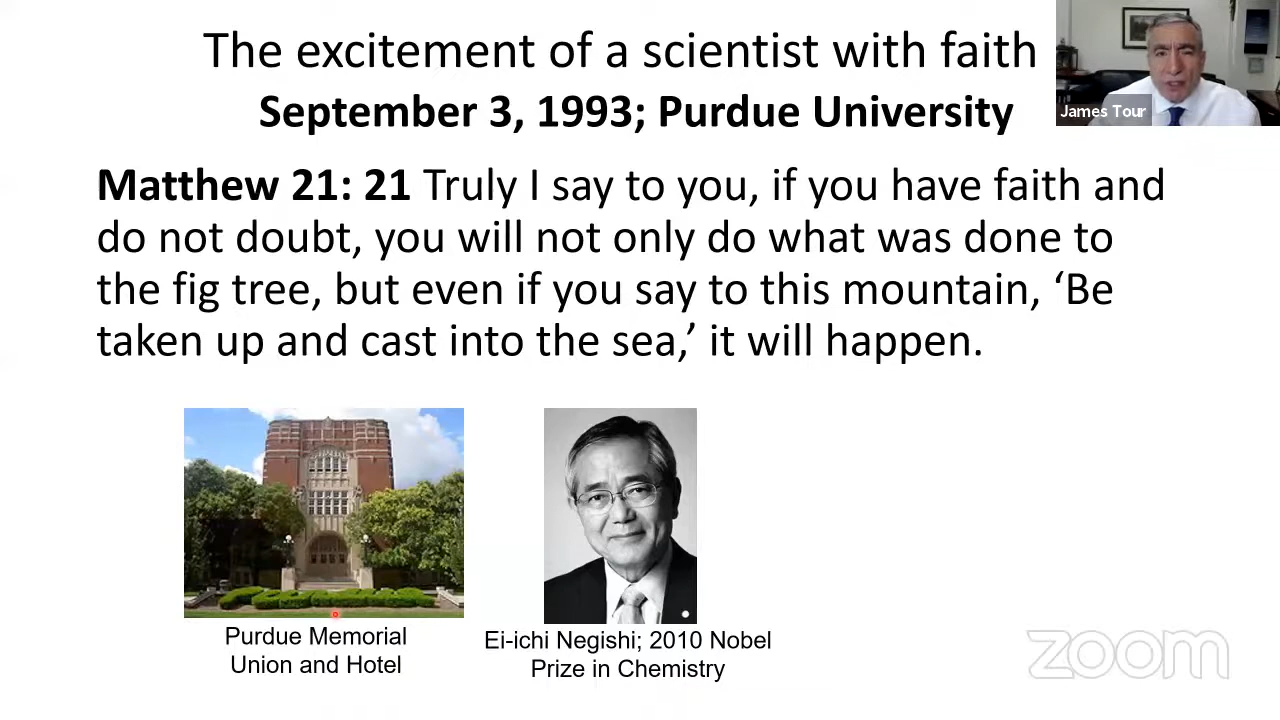 The excitement of a scientist with faith
September 3, 1993; Purdue University
James Tour
Matthew 21: 21 Truly I say to you, if you have faith and
do not doubt, you will not only do what was done to
the fig tree, but even if you say to this mountain, ‘Be
taken up and cast into the sea,’ it will happen.
Purdue Memorial
Union and Hotel
Ei-ichi Negishi; 2010 Nobel
Prize in Chemistry
zoom